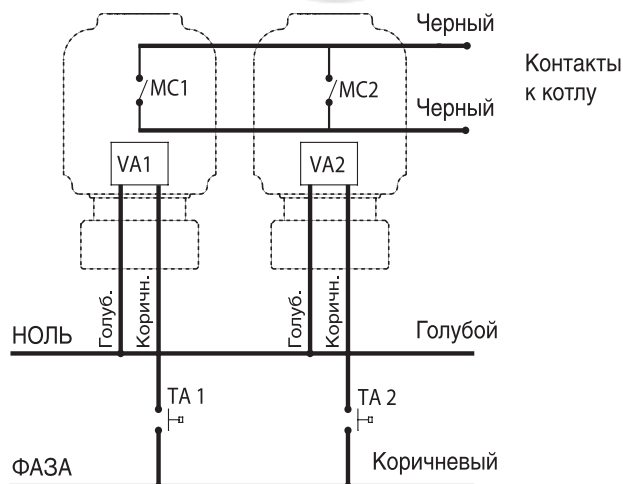 Черный
Контакты
к котлу
MC1
MC2
Черный
VA1
VA2
Голуб.
Коричн.
Голуб.
Коричн.
НОЛЬ
Голубой
TA 1
TA 2
ФАЗА
Коричневый